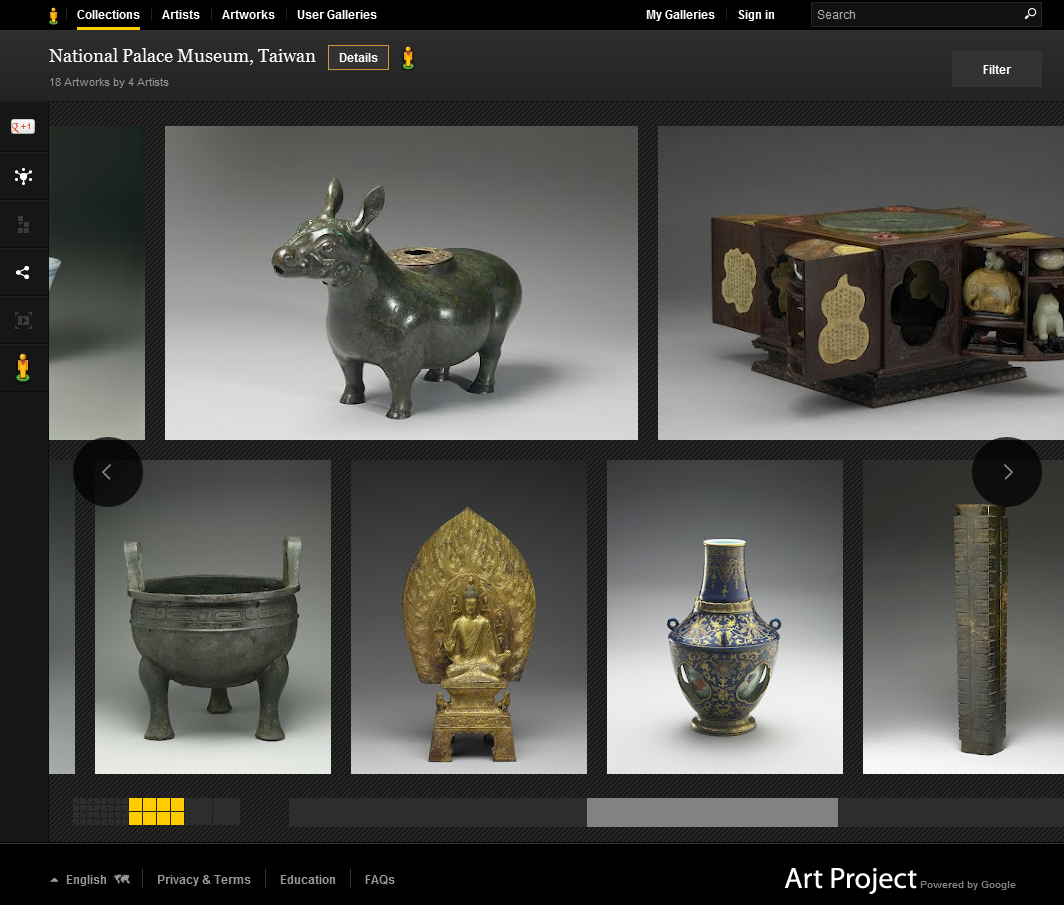 Collections Artists Artworks User Galleries My Galleries Sign in Search
National Palace Museum, Taiwan Details
18 Artworks by 4 Artists
Filter
+1
English Privacy & Terms Education FAQs
Art Project Powered by Google